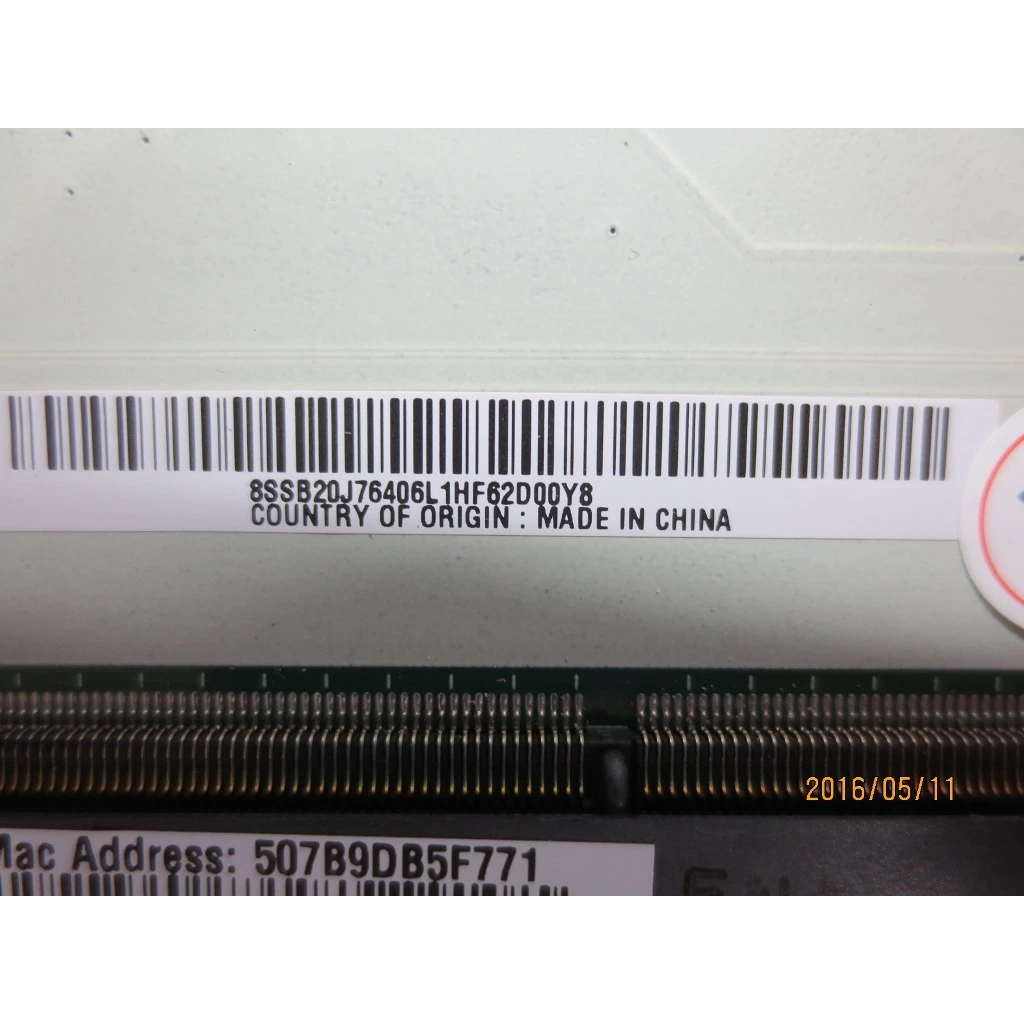 8SSB20J76406L1HF62D00Y8
COUNTRY OF ORIGIN : MADE IN CHINA
2016/05/11
Mac Address: 507B9DB5F771